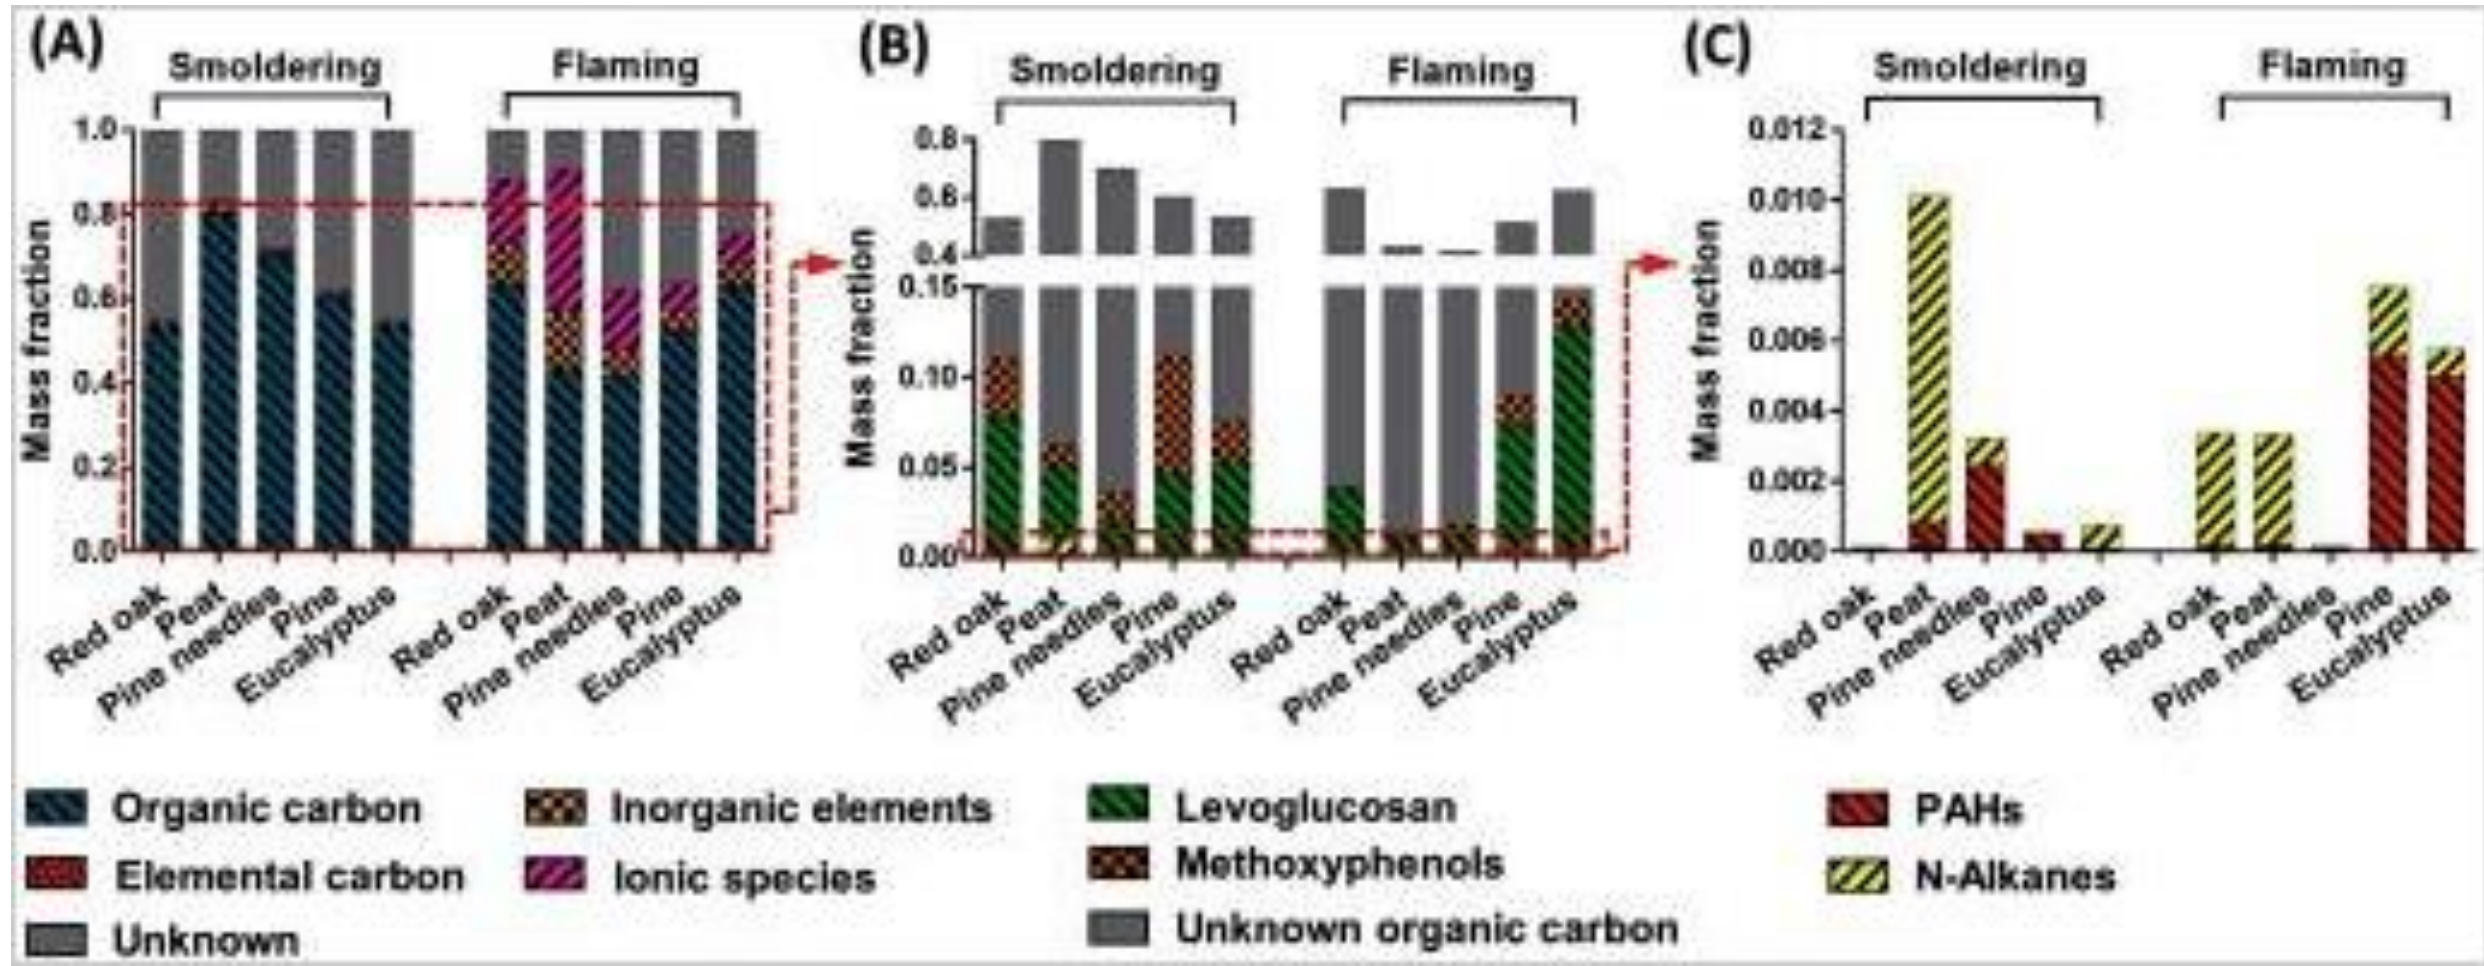 (A)
Smoldering Flaming
Mass fraction
1.0
0.8
0.6
0.4
0.2
0.0
Red oak
Peat
Pine needles
Pine
Eucalyptus
Red oak
Peat
Pine needles
Pine
Eucalyptus
(B)
Smoldering Flaming
Mass fraction
0.8
0.6
0.4
0.15
0.10
0.05
0.00
Red oak
Peat
Pine needles
Pine
Eucalyptus
Red oak
Peat
Pine needles
Pine
Eucalyptus
(C)
Smoldering Flaming
Mass fraction
0.012
0.010
0.008
0.006
0.004
0.002
0.000
Red oak
Peat
Pine needles
Pine
Eucalyptus
Red oak
Peat
Pine needles
Pine
Eucalyptus
Organic carbon
Elemental carbon
Unknown
Inorganic elements
Ionic species
Levoglucosan
Methoxyphenols
Unknown organic carbon
PAHs
N-Alkanes